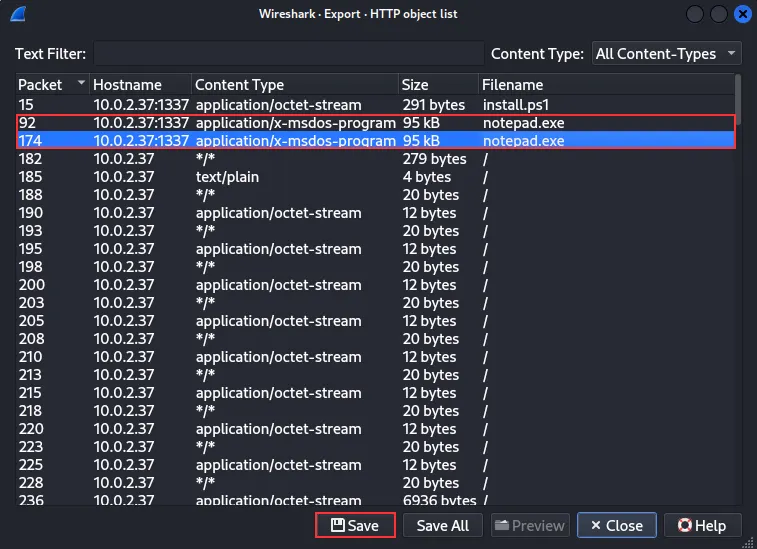 Wireshark · Export · HTTP object list
Text Filter: Content Type: All Content-Types
Packet Hostname Content Type Size Filename
15 10.0.2.37:1337 application/octet-stream 291 bytes install.ps1
92 10.0.2.37:1337 application/x-msdos-program 95 kB notepad.exe
174 10.0.2.37:1337 application/x-msdos-program 95 kB notepad.exe
182 10.0.2.37 */* 279 bytes /
185 10.0.2.37 text/plain 4 bytes /
188 10.0.2.37 */* 20 bytes /
190 10.0.2.37 application/octet-stream 12 bytes /
193 10.0.2.37 */* 20 bytes /
195 10.0.2.37 application/octet-stream 12 bytes /
198 10.0.2.37 */* 20 bytes /
200 10.0.2.37 application/octet-stream 12 bytes /
203 10.0.2.37 */* 20 bytes /
205 10.0.2.37 application/octet-stream 12 bytes /
208 10.0.2.37 */* 20 bytes /
210 10.0.2.37 application/octet-stream 12 bytes /
213 10.0.2.37 */* 20 bytes /
215 10.0.2.37 application/octet-stream 12 bytes /
218 10.0.2.37 */* 20 bytes /
220 10.0.2.37 application/octet-stream 12 bytes /
223 10.0.2.37 */* 20 bytes /
225 10.0.2.37 application/octet-stream 12 bytes /
228 10.0.2.37 */* 20 bytes /
236 10.0.2.37 application/octet-stream 6936 bytes /
Save Save All Preview Close Help